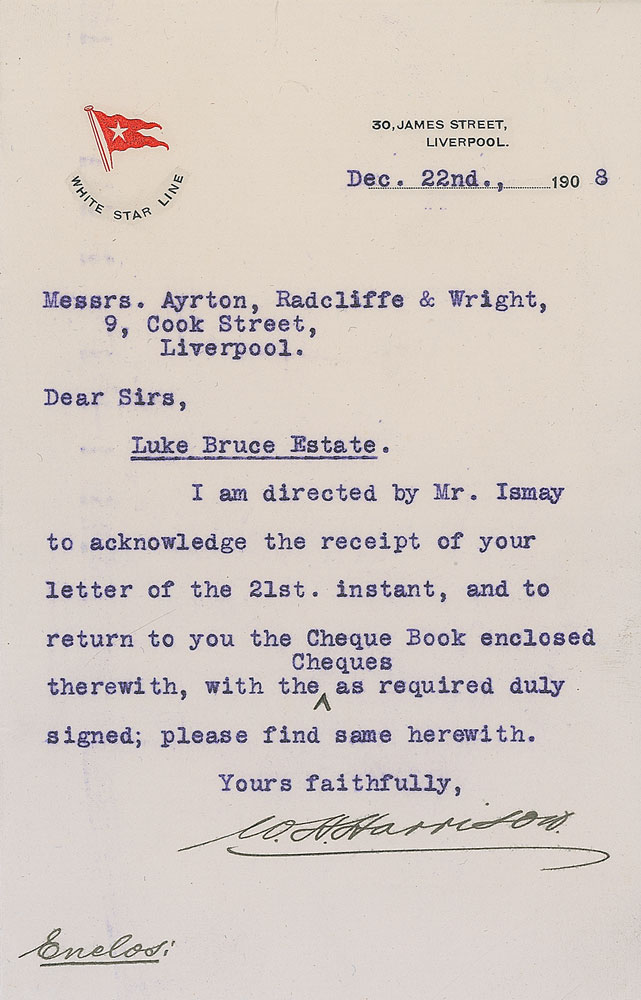 WHITE STAR LINE
30, JAMES STREET,
LIVERPOOL.
Dec. 22nd., 1908
Messrs. Ayrton, Radcliffe & Wright,
9, Cook Street,
Liverpool.
Dear Sirs,
Luke Bruce Estate.
I am directed by Mr. Ismay
to acknowledge the receipt of your
letter of the 21st. instant, and to
return to you the Cheque Book enclosed
Cheques
therewith, with the ‸ as required duly
signed; please find same herewith.
Yours faithfully,
W. H. Harrison
Enclos: